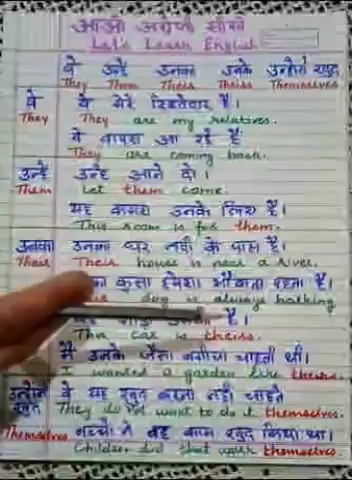 आओ अंग्रेजी सीखें
Let's Learn English
वे उन्हें उनका उनके उन्होंने खुद
They Them Their Theirs Themselves
वे ये मेरे रिश्तेदार हैं।
They They are my relatives.
ये वापस आ रहे हैं
They are coming back.
उन्हें उन्हें आने दो।
Them Let them come.
यह कमरा उनके लिए है।
This room is for them.
उनका उनका घर नदी के पास है।
Their Their house is near a river.
कुत्ता हमेशा भौंकता रहता है।
dog is always barking
है।
This car is theirs.
मैं उनके जैसा बगीचा चाहती थी।
I wanted a garden like theirs.
उन्होंने खुद वे यह खुद करना नहीं चाहते
They do not want to do it themselves.
Themselves बच्चों ने वह काम खुद किया था।
Children did that work themselves.